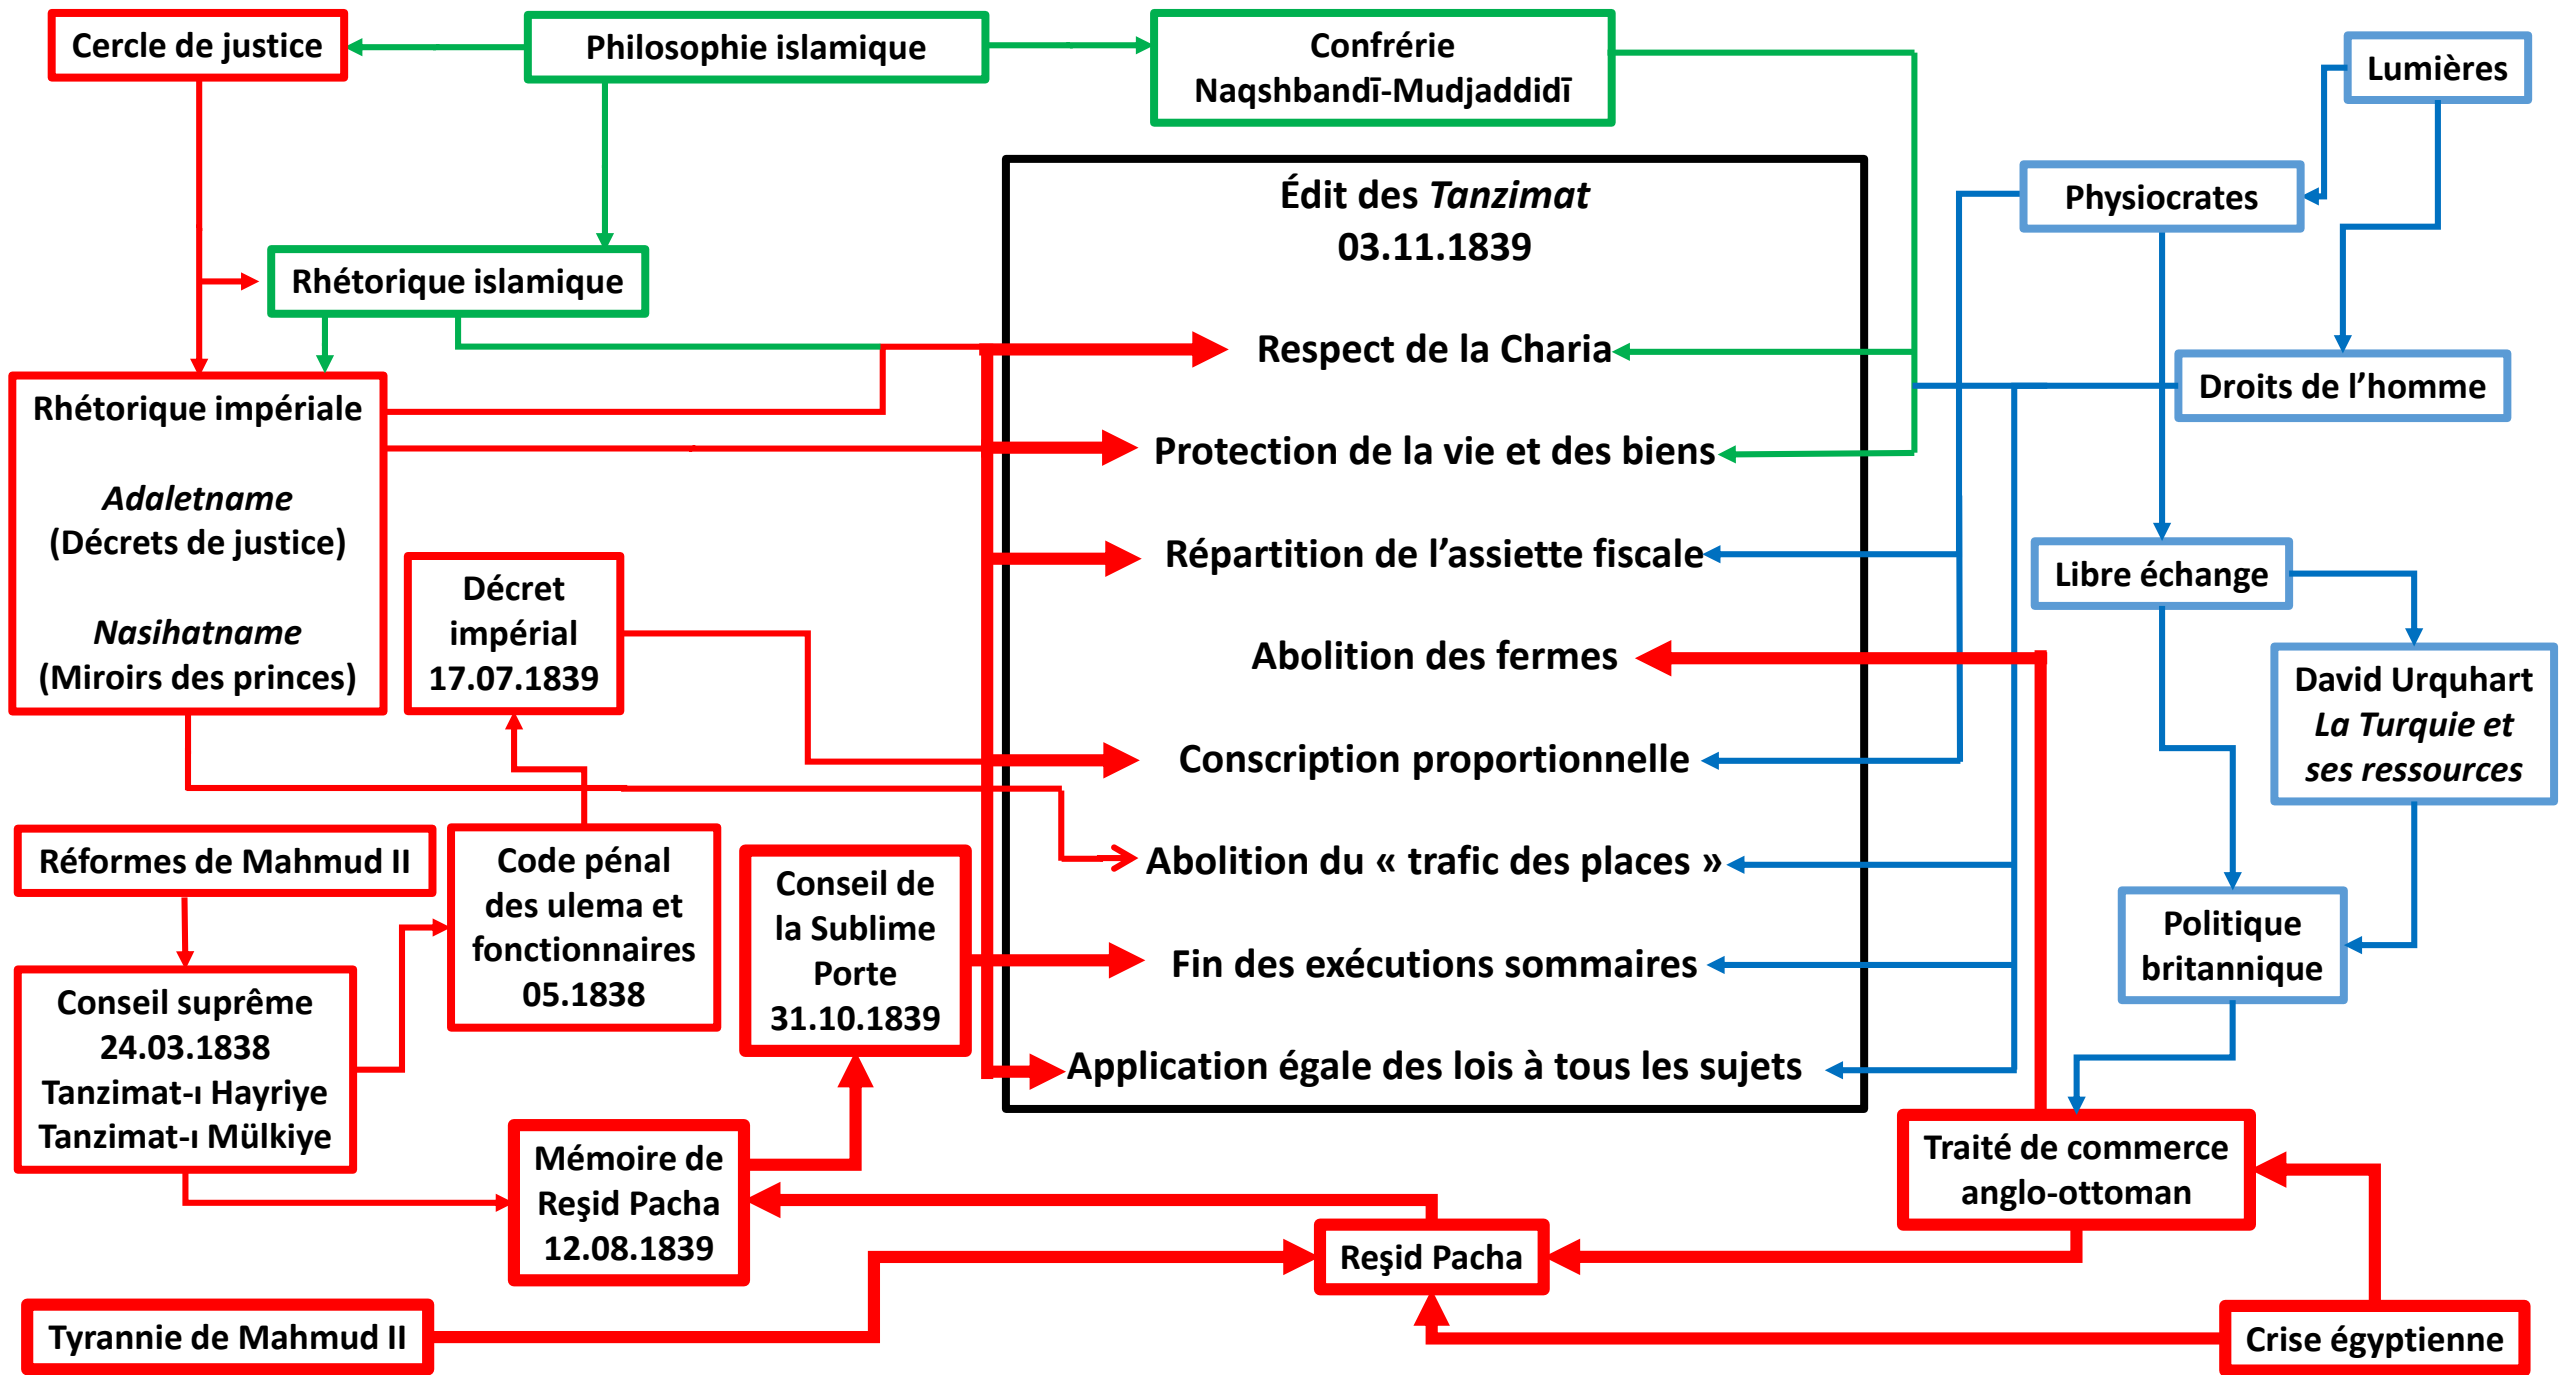 Cercle de justice
Philosophie islamique
Confrérie
Naqshbandī-Mudjaddidī
Lumières
Physiocrates
Édit des Tanzimat
03.11.1839
Rhétorique islamique
Respect de la Charia
Droits de l’homme
Rhétorique impériale
Adaletname
(Décrets de justice)
Nasihatname
(Miroirs des princes)
Protection de la vie et des biens
Répartition de l’assiette fiscale
Libre échange
Décret
impérial
17.07.1839
Abolition des fermes
David Urquhart
La Turquie et
ses ressources
Conscription proportionnelle
Réformes de Mahmud II
Code pénal
des ulema et
fonctionnaires
05.1838
Conseil de
la Sublime
Porte
31.10.1839
Abolition du « trafic des places »
Politique
britannique
Fin des exécutions sommaires
Conseil suprême
24.03.1838
Tanzimat-ı Hayriye
Tanzimat-ı Mülkiye
Application égale des lois à tous les sujets
Mémoire de
Reşid Pacha
12.08.1839
Traité de commerce
anglo-ottoman
Reşid Pacha
Tyrannie de Mahmud II
Crise égyptienne